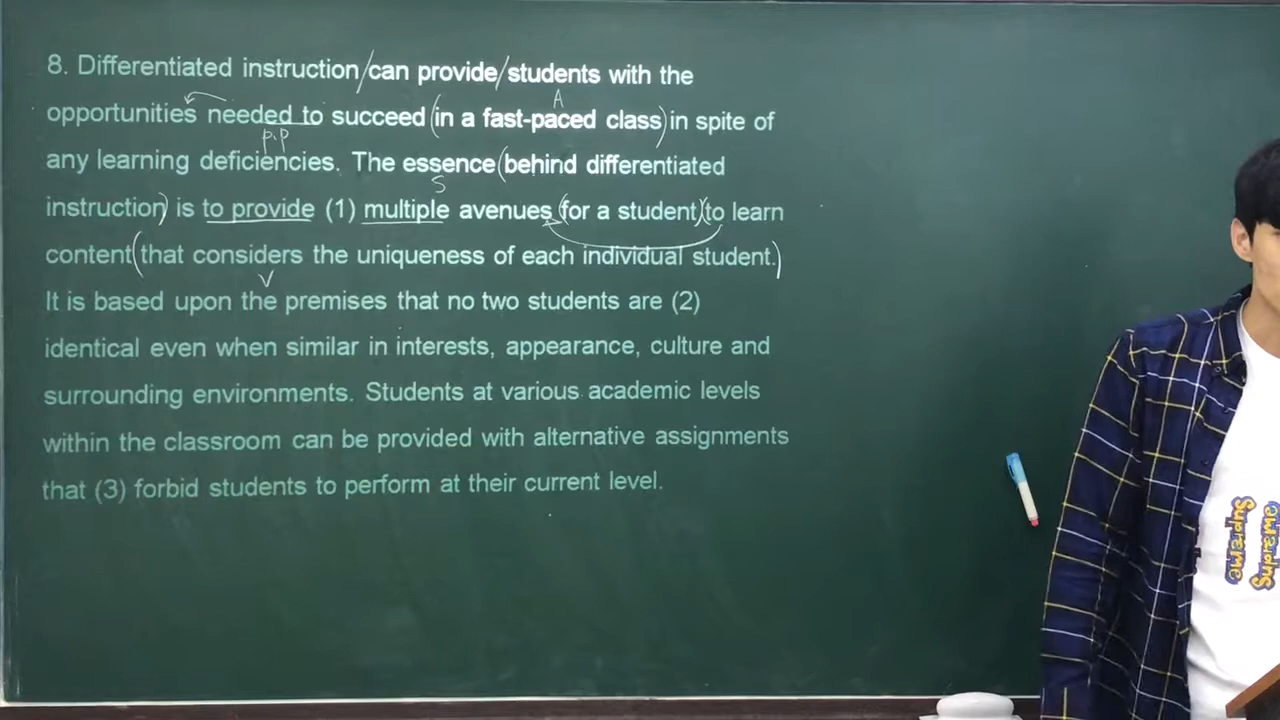 8. Differentiated instruction can provide students with the
A
opportunities needed to succeed in a fast-paced class in spite of
p.p
any learning deficiencies. The essence behind differentiated
S
instruction is to provide (1) multiple avenues for a student to learn
content that considers the uniqueness of each individual student.
V
It is based upon the premises that no two students are (2)
identical even when similar in interests, appearance, culture and
surrounding environments. Students at various academic levels
within the classroom can be provided with alternative assignments
that (3) forbid students to perform at their current level.
Supreme
Supreme